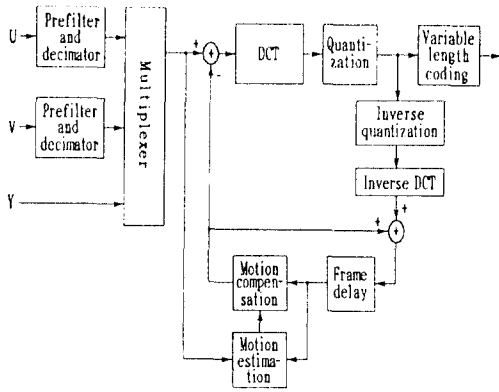 U
Prefilter
and
decimator
V
Prefilter
and
decimator
Y
Multiplexer
+
+
-
DCT
Quanti-
zation
Variable
length
coding
Inverse
quantization
Inverse DCT
+
+
+
Motion
compen-
sation
Frame
delay
Motion
estima-
tion